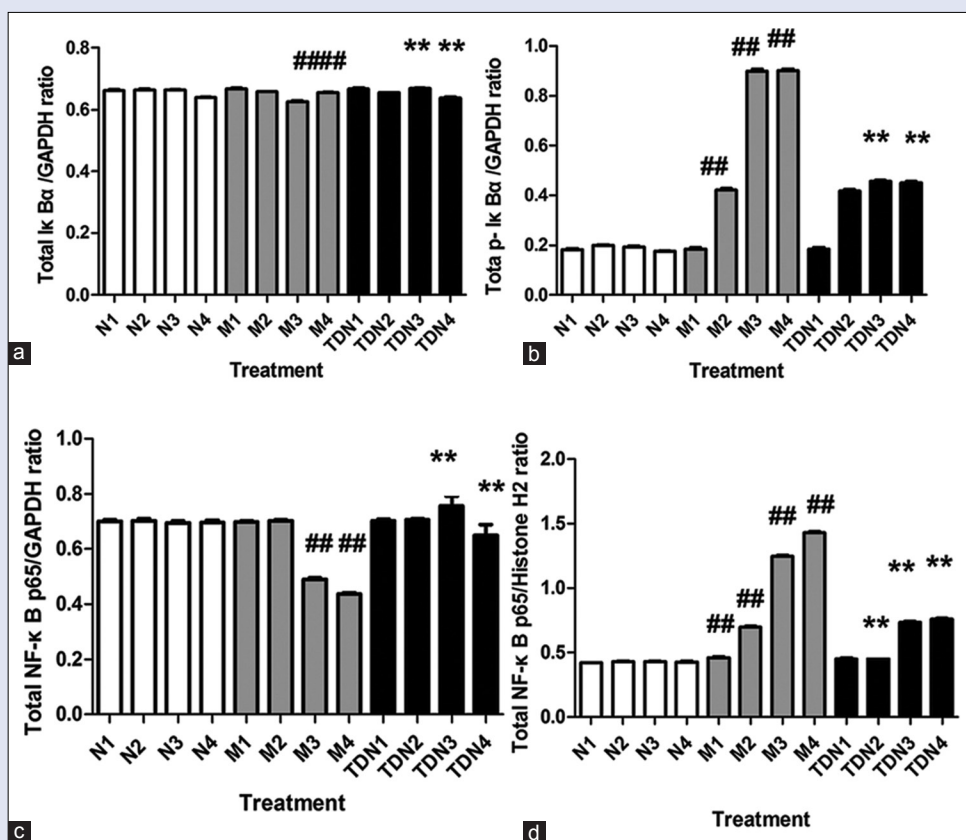 Total Iκ Bα /GAPDH ratio
0.8
0.6
0.4
0.2
0.0
#### ** **
N1 N2 N3 N4 M1 M2 M3 M4 TDN1 TDN2 TDN3 TDN4
Treatment
a
Tota p- Iκ Bα /GAPDH ratio
1.0
0.8
0.6
0.4
0.2
0.0
## ## ## ** **
N1 N2 N3 N4 M1 M2 M3 M4 TDN1 TDN2 TDN3 TDN4
Treatment
b
Total NF-κ B p65/GAPDH ratio
1.0
0.8
0.6
0.4
0.2
0.0
## ## ** **
N1 N2 N3 N4 M1 M2 M3 M4 TDN1 TDN2 TDN3 TDN4
Treatment
c
Total NF-κ B p65/Histone H2 ratio
2.0
1.5
1.0
0.5
0.0
## ## ## ## ** ** **
N1 N2 N3 N4 M1 M2 M3 M4 TDN1 TDN2 TDN3 TDN4
Treatment
d